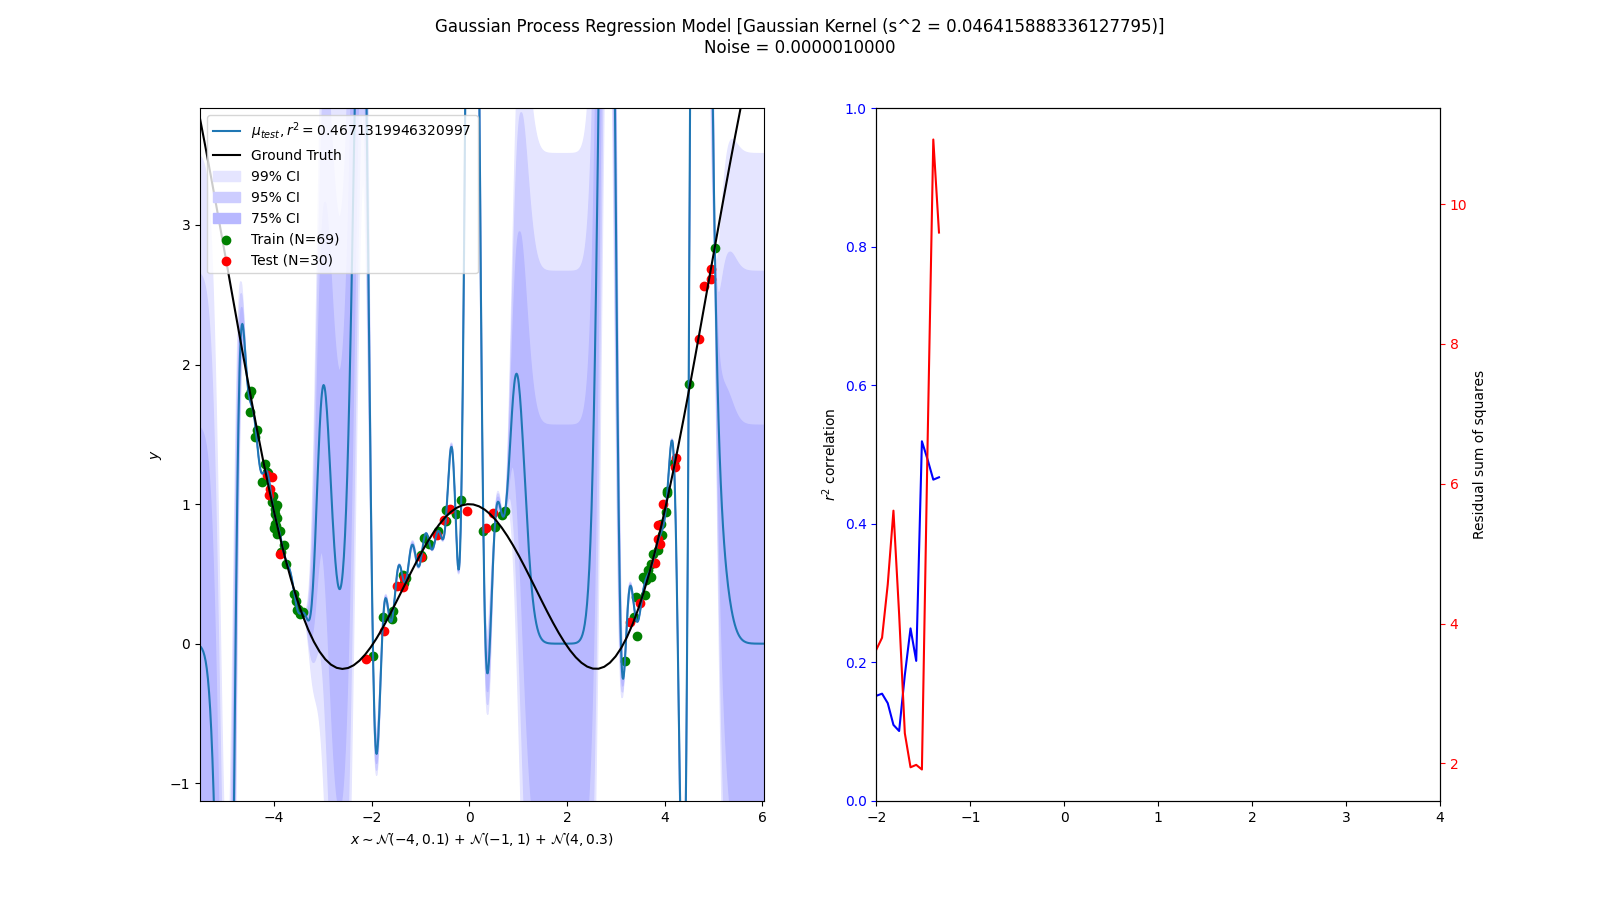 Gaussian Process Regression Model [Gaussian Kernel (s^2 = 0.046415888336127795)]
Noise = 0.0000010000
μ_test, r² = 0.4671319946320997
Ground Truth
99% CI
95% CI
75% CI
Train (N=69)
Test (N=30)
3
2
1
0
−1
y
−4
−2
0
2
4
6
x ∼ 𝒩(−4, 0.1) + 𝒩(−1, 1) + 𝒩(4, 0.3)
1.0
0.8
0.6
0.4
0.2
0.0
r² correlation
−2
−1
0
1
2
3
4
10
8
6
4
2
Residual sum of squares